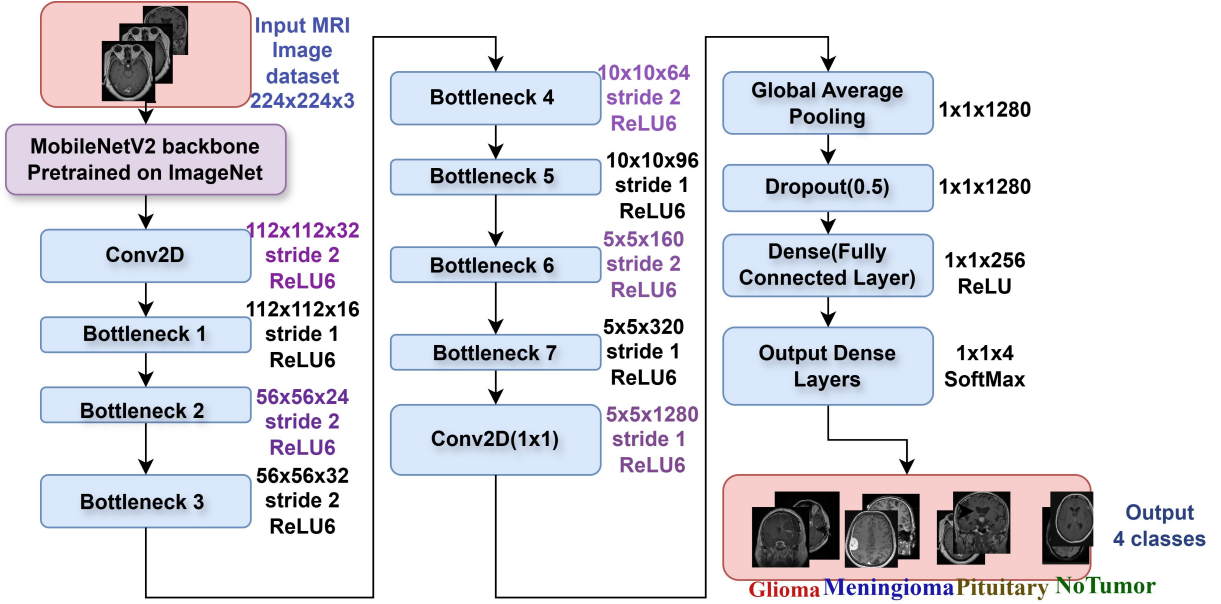 Input MRI
Image
dataset
224x224x3
MobileNetV2 backbone
Pretrained on ImageNet
Conv2D
112x112x32
stride 2
ReLU6
Bottleneck 1
112x112x16
stride 1
ReLU6
Bottleneck 2
56x56x24
stride 2
ReLU6
Bottleneck 3
56x56x32
stride 2
ReLU6
Bottleneck 4
10x10x64
stride 2
ReLU6
Bottleneck 5
10x10x96
stride 1
ReLU6
Bottleneck 6
5x5x160
stride 2
ReLU6
Bottleneck 7
5x5x320
stride 1
ReLU6
Conv2D(1x1)
5x5x1280
stride 1
ReLU6
Global Average
Pooling
1x1x1280
Dropout(0.5)
1x1x1280
Dense(Fully
Connected Layer)
1x1x256
ReLU
Output Dense
Layers
1x1x4
SoftMax
Output
4 classes
Glioma Meningioma Pituitary NoTumor